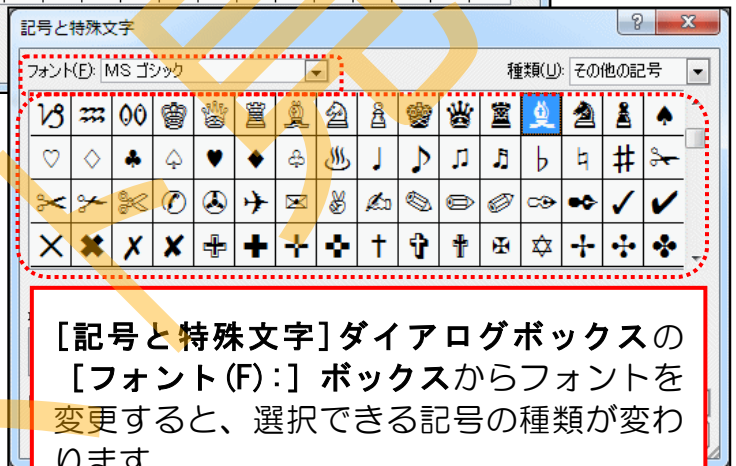 記号と特殊文字
フォント(F): MS ゴシック 種類(U): その他の記号
♑ ♒ ♓ ♔ ♕ ♖ ♗ ♘ ♙ ♚ ♛ ♜ ♝ ♞ ♟ ♠
♡ ♢ ♣ ♤ ♥ ♦ ♧ ♨ ♩ ♪ ♫ ♬ ♭ ♮ ♯ ✁
✂ ✃ ✄ ✆ ✇ ✈ ✉ ✌ ✍ ✎ ✏ ✐ ✑ ✒ ✓ ✔
✕ ✖ ✗ ✘ ✙ ✚ ✛ ✜ ✝ ✞ ✟ ✠ ✡ ✢ ✣ ✤
[記号と特殊文字]ダイアログボックスの
[フォント(F):] ボックスからフォントを
変更すると、選択できる記号の種類が変わ
ります